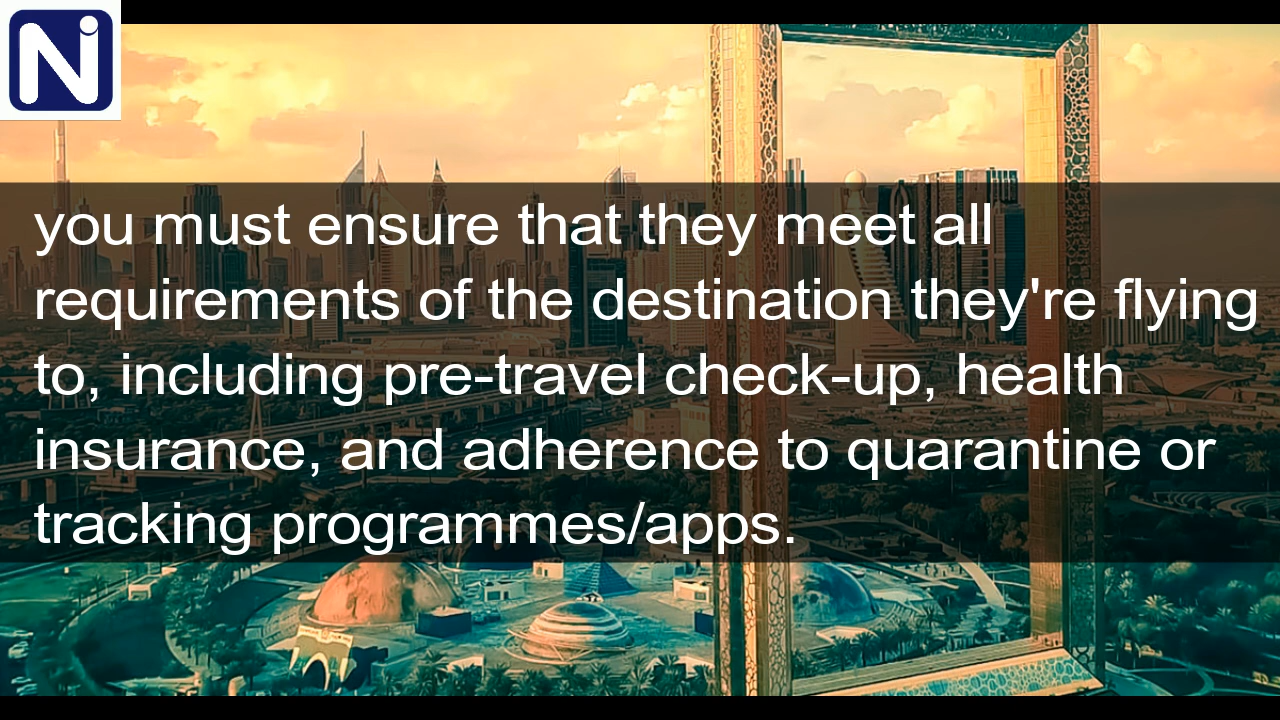 Ni
you must ensure that they meet all
requirements of the destination they're flying
to, including pre-travel check-up, health
insurance, and adherence to quarantine or
tracking programmes/apps.